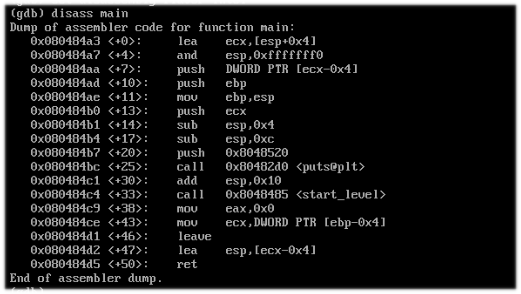 (gdb) disass main
Dump of assembler code for function main:
0x080484a3 <+0>: lea ecx,[esp+0x4]
0x080484a7 <+4>: and esp,0xfffffff0
0x080484aa <+7>: push DWORD PTR [ecx-0x4]
0x080484ad <+10>: push ebp
0x080484ae <+11>: mov ebp,esp
0x080484b0 <+13>: push ecx
0x080484b1 <+14>: sub esp,0x4
0x080484b4 <+17>: sub esp,0xc
0x080484b7 <+20>: push 0x8048520
0x080484bc <+25>: call 0x80482d0 <puts@plt>
0x080484c1 <+30>: add esp,0x10
0x080484c4 <+33>: call 0x8048485 <start_level>
0x080484c9 <+38>: mov eax,0x0
0x080484ce <+43>: mov ecx,DWORD PTR [ebp-0x4]
0x080484d1 <+46>: leave
0x080484d2 <+47>: lea esp,[ecx-0x4]
0x080484d5 <+50>: ret
End of assembler dump.